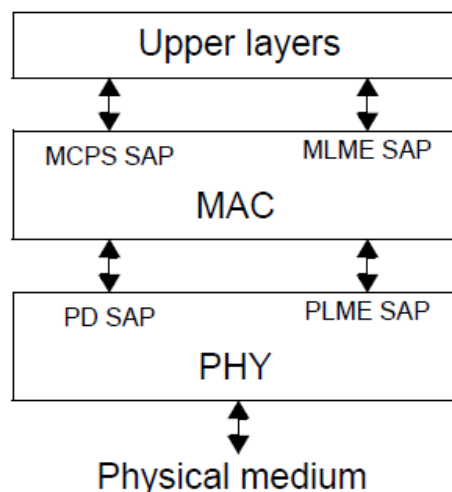 Upper layers
MCPS SAP
MLME SAP
MAC
PD SAP
PLME SAP
PHY
Physical medium